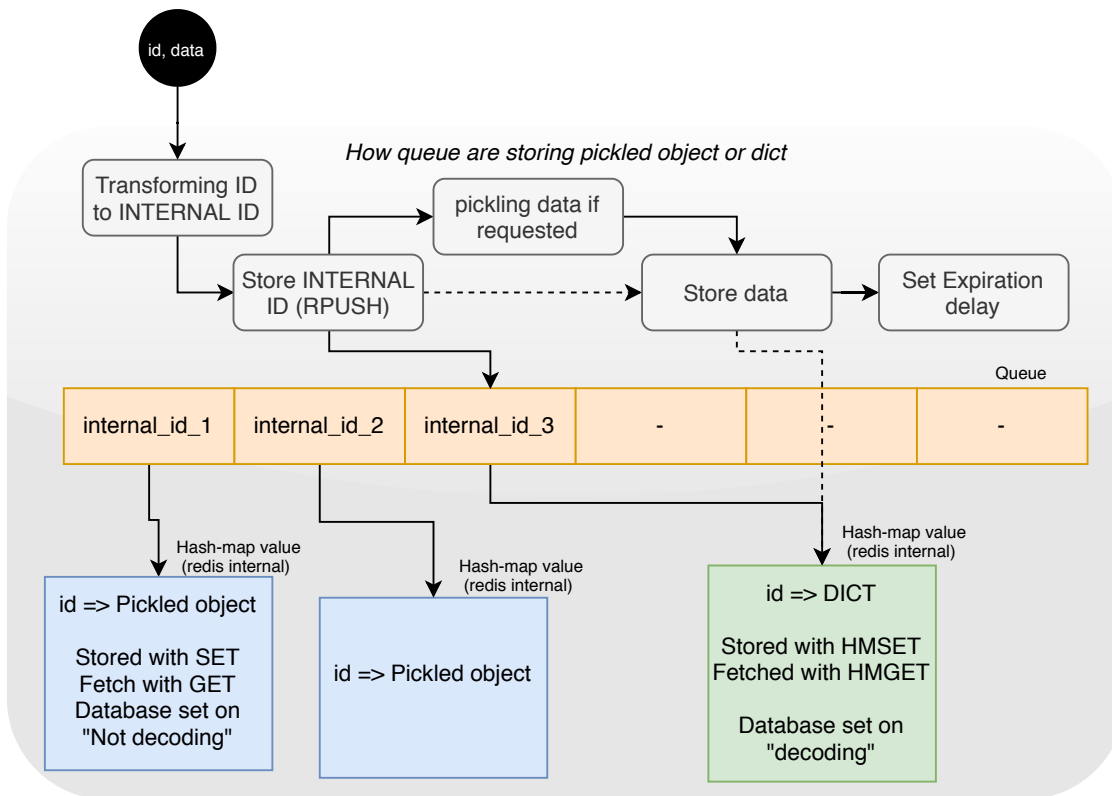 id, data
How queue are storing pickled object or dict
Transforming ID
to INTERNAL ID
pickling data if
requested
Store INTERNAL
ID (RPUSH)
Store data
Set Expiration
delay
Queue
internal_id_1
internal_id_2
internal_id_3
-
-
-
Hash-map value
(redis internal)
Hash-map value
(redis internal)
Hash-map value
(redis internal)
id => Pickled object
Stored with SET
Fetch with GET
Database set on
"Not decoding"
id => Pickled object
id => DICT
Stored with HMSET
Fetched with HMGET
Database set on
"decoding"